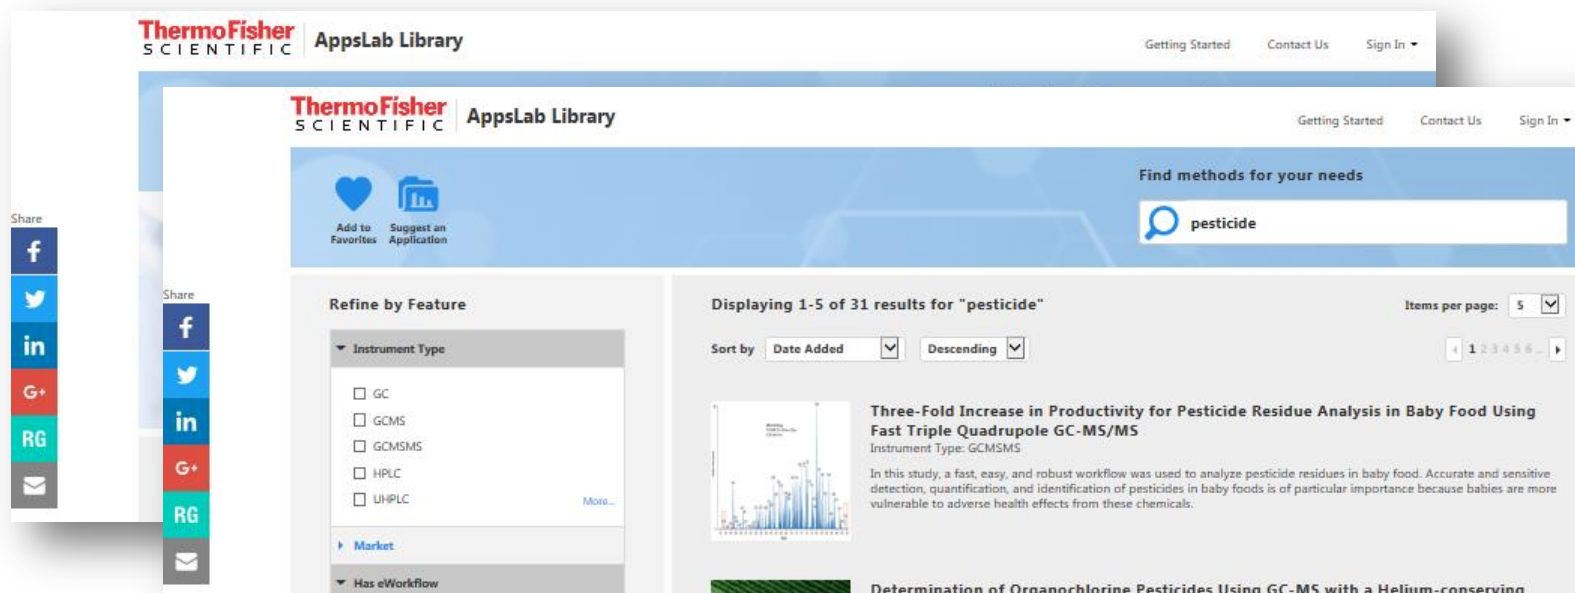 ThermoFisher
SCIENTIFIC
AppsLab Library
Getting Started
Contact Us
Sign In
Share
f
in
G+
RG
ThermoFisher
SCIENTIFIC
AppsLab Library
Getting Started
Contact Us
Sign In
Add to
Favorites
Suggest an
Application
Find methods for your needs
pesticide
Share
f
in
G+
RG
Refine by Feature
Instrument Type
GC
GCMS
GCMSMS
HPLC
UHPLC
More...
Market
Has eWorkflow
Displaying 1-5 of 31 results for "pesticide"
Items per page: 5
Sort by Date Added Descending
1 2 3 4 5 6 ...
Three-Fold Increase in Productivity for Pesticide Residue Analysis in Baby Food Using
Fast Triple Quadrupole GC-MS/MS
Instrument Type: GCMSMS
In this study, a fast, easy, and robust workflow was used to analyze pesticide residues in baby food. Accurate and sensitive
detection, quantification, and identification of pesticides in baby foods is of particular importance because babies are more
vulnerable to adverse health effects from these chemicals.
Determination of Organochlorine Pesticides Using GC-MS with a Helium-conserving